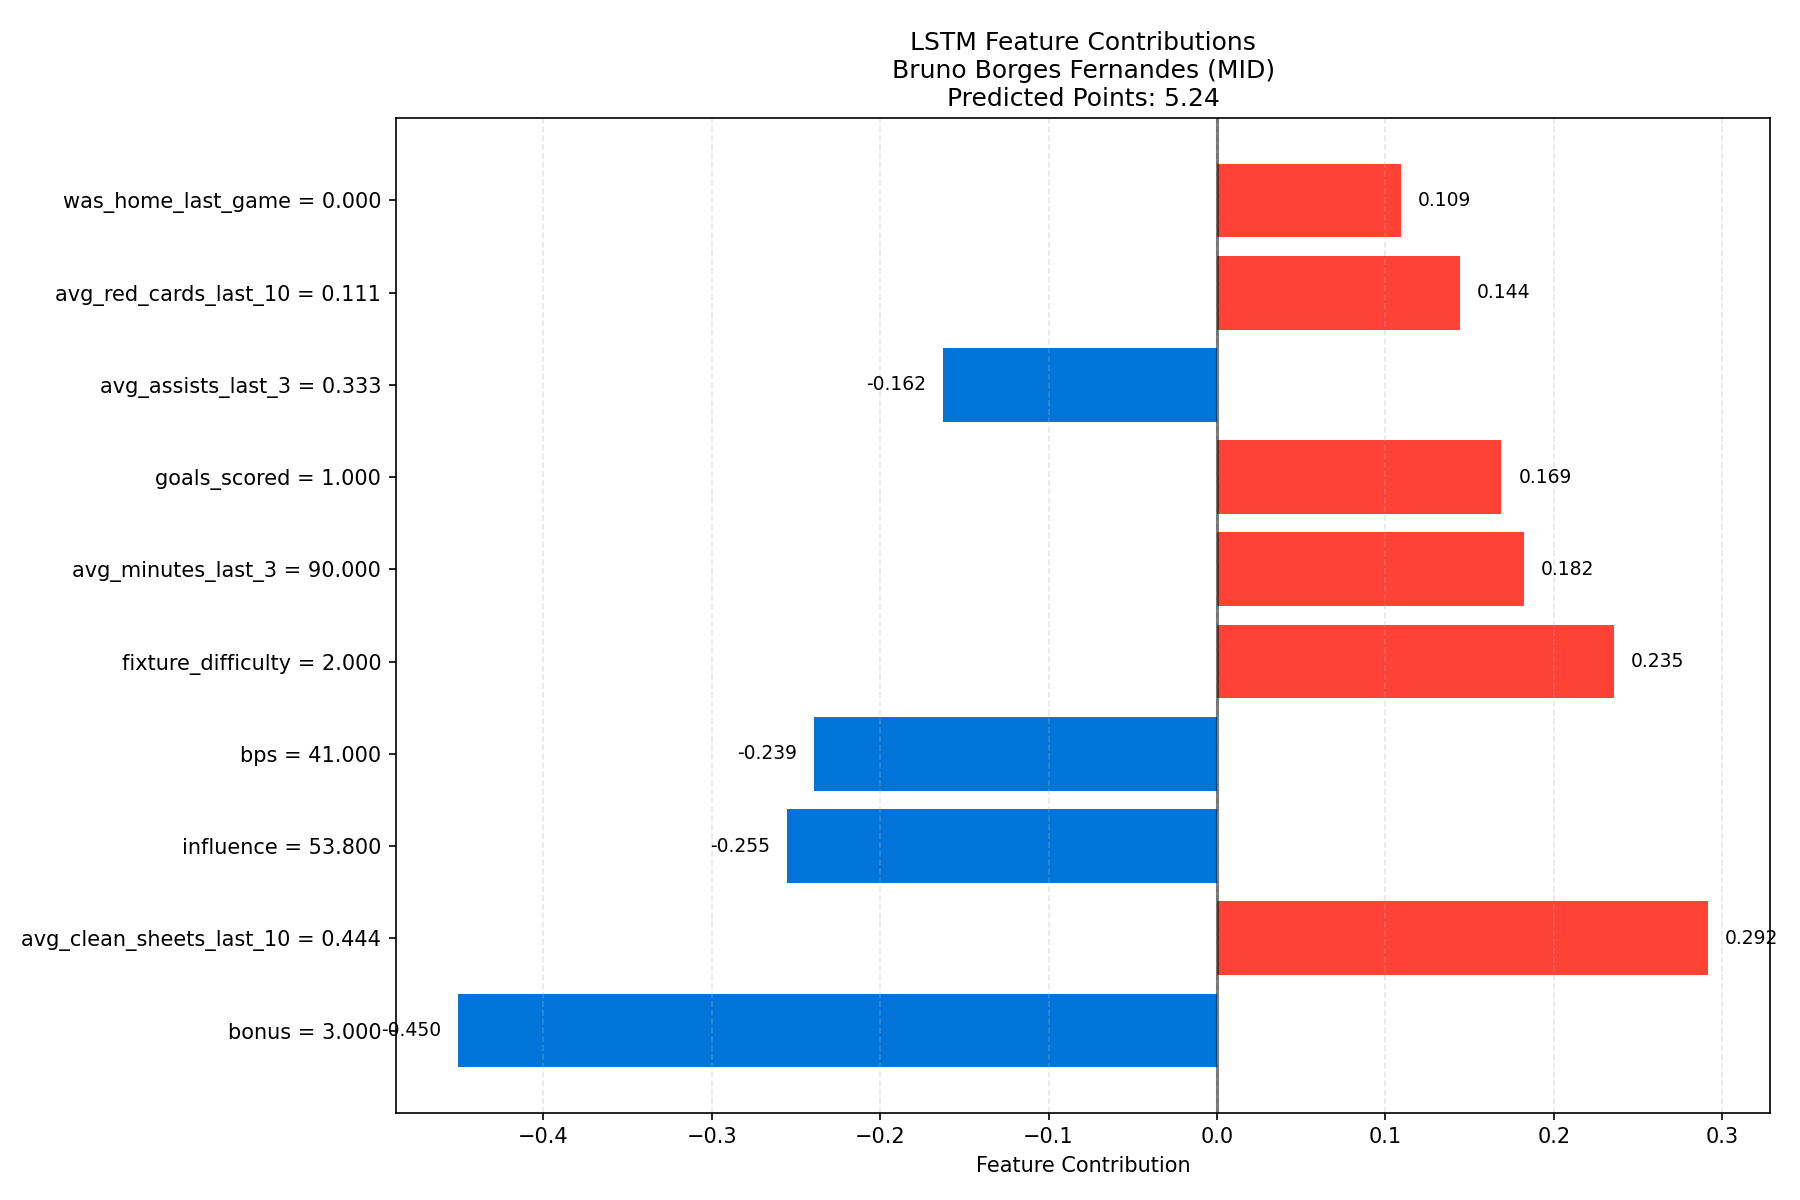 LSTM Feature Contributions
Bruno Borges Fernandes (MID)
Predicted Points: 5.24
was_home_last_game = 0.000 0.109
avg_red_cards_last_10 = 0.111 0.144
avg_assists_last_3 = 0.333 -0.162
goals_scored = 1.000 0.169
avg_minutes_last_3 = 90.000 0.182
fixture_difficulty = 2.000 0.235
bps = 41.000 -0.239
influence = 53.800 -0.255
avg_clean_sheets_last_10 = 0.444 0.292
bonus = 3.000 -0.450
−0.4 −0.3 −0.2 −0.1 0.0 0.1 0.2 0.3
Feature Contribution